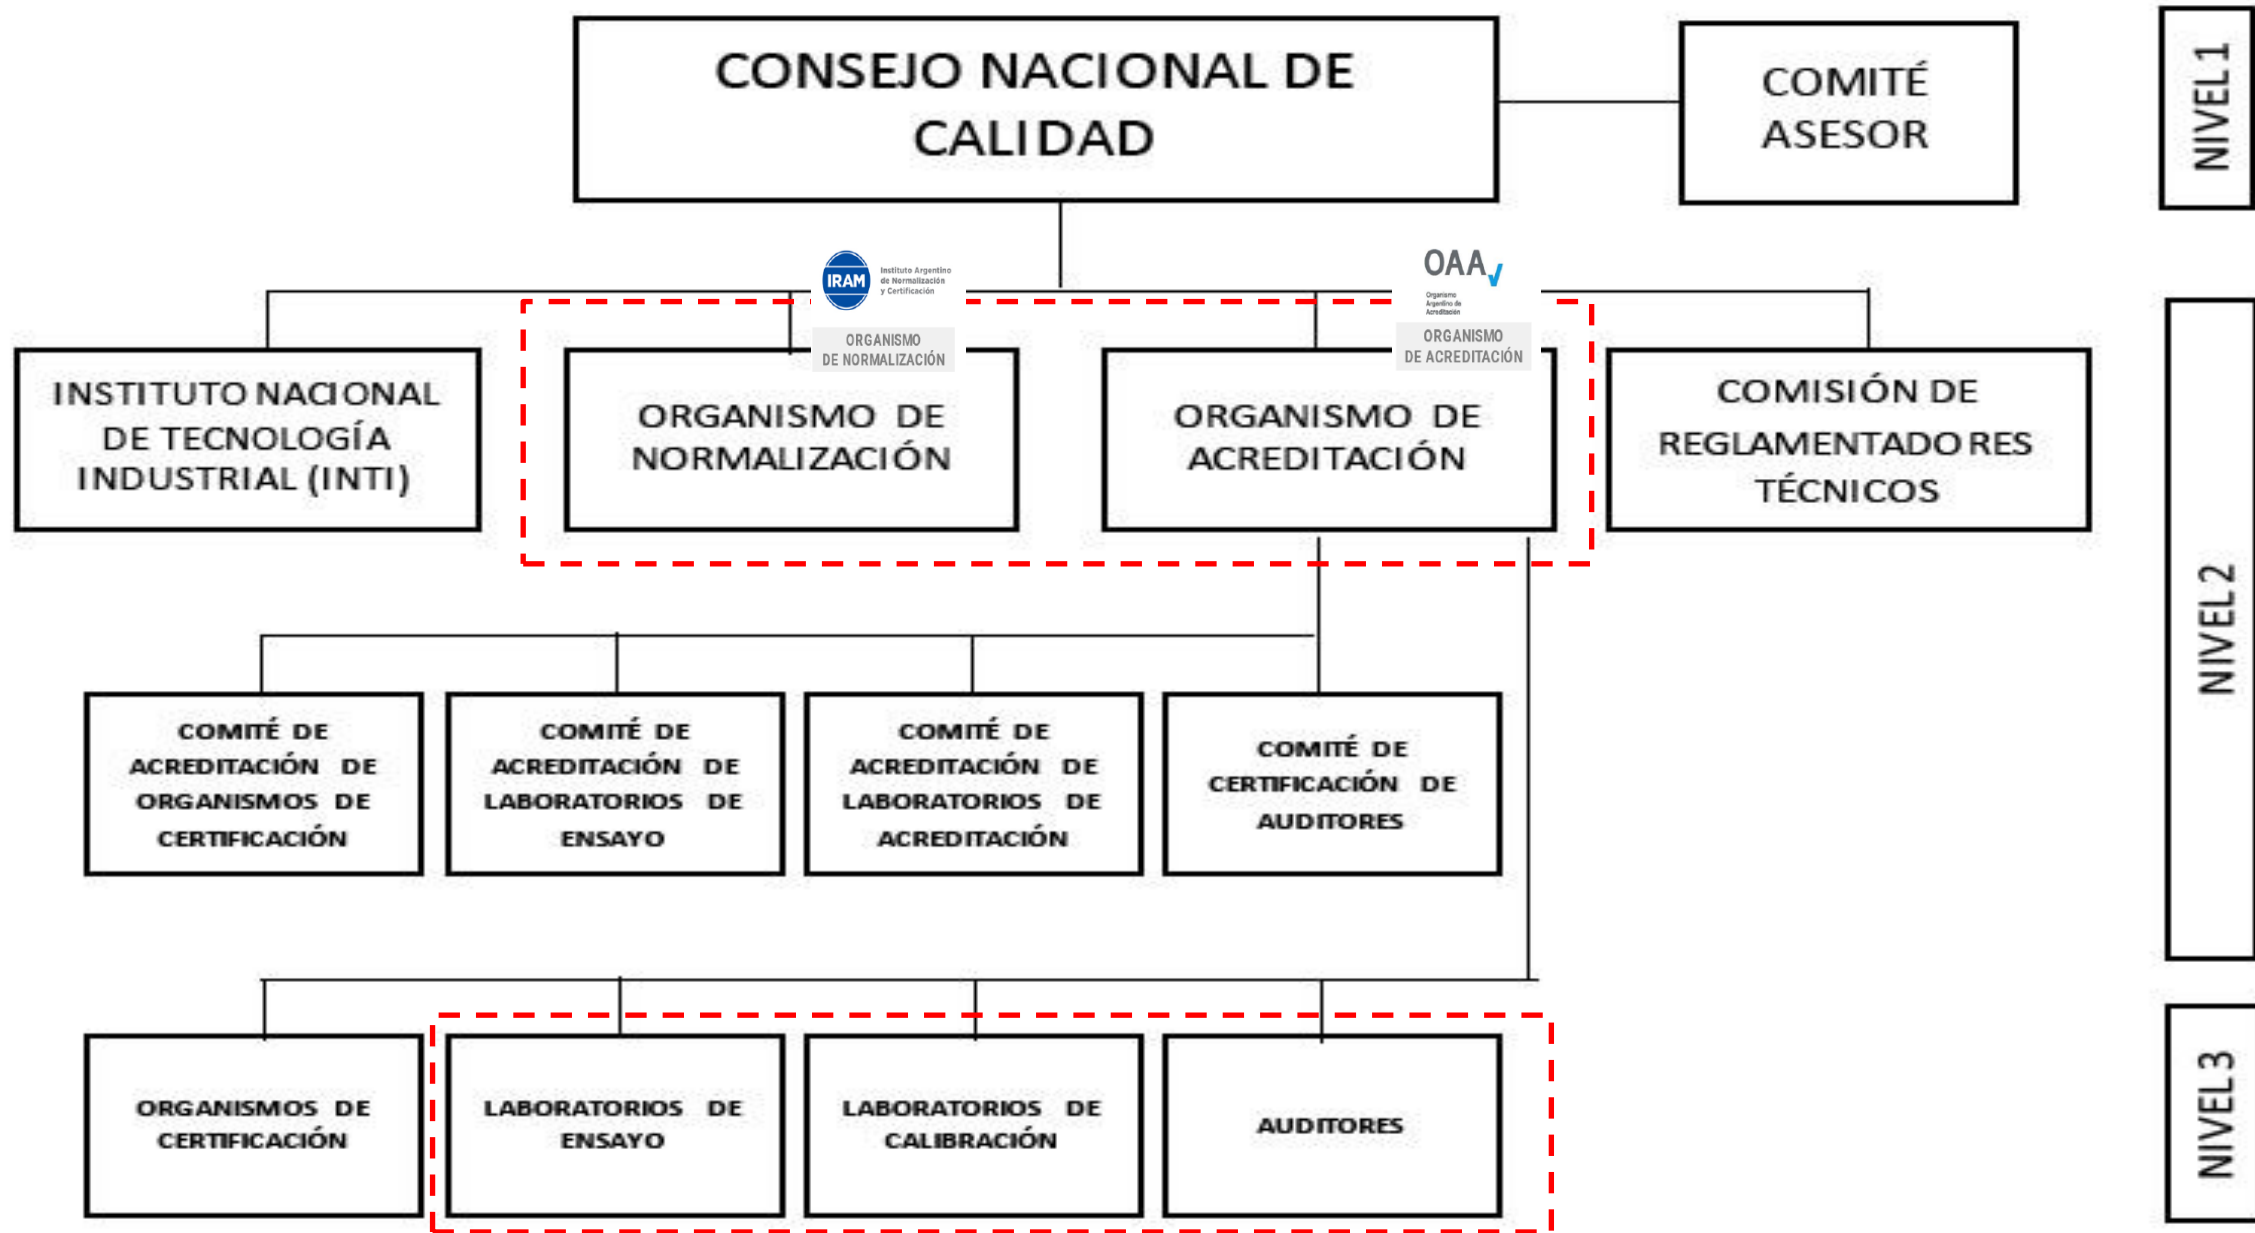 CONSEJO NACIONAL DE
CALIDAD
COMITÉ
ASESOR
NIVEL 1
IRAM
Instituto Argentino
de Normalización
y Certificación
ORGANISMO
DE NORMALIZACIÓN
OAA
Organismo
Argentino de
Acreditación
ORGANISMO
DE ACREDITACIÓN
INSTITUTO NACIONAL
DE TECNOLOGÍA
INDUSTRIAL (INTI)
ORGANISMO DE
NORMALIZACIÓN
ORGANISMO DE
ACREDITACIÓN
COMISIÓN DE
REGLAMENTADORES
TÉCNICOS
NIVEL 2
COMITÉ DE
ACREDITACIÓN DE
ORGANISMOS DE
CERTIFICACIÓN
COMITÉ DE
ACREDITACIÓN DE
LABORATORIOS DE
ENSAYO
COMITÉ DE
ACREDITACIÓN DE
LABORATORIOS DE
ACREDITACIÓN
COMITÉ DE
CERTIFICACIÓN DE
AUDITORES
ORGANISMOS DE
CERTIFICACIÓN
LABORATORIOS DE
ENSAYO
LABORATORIOS DE
CALIBRACIÓN
AUDITORES
NIVEL 3